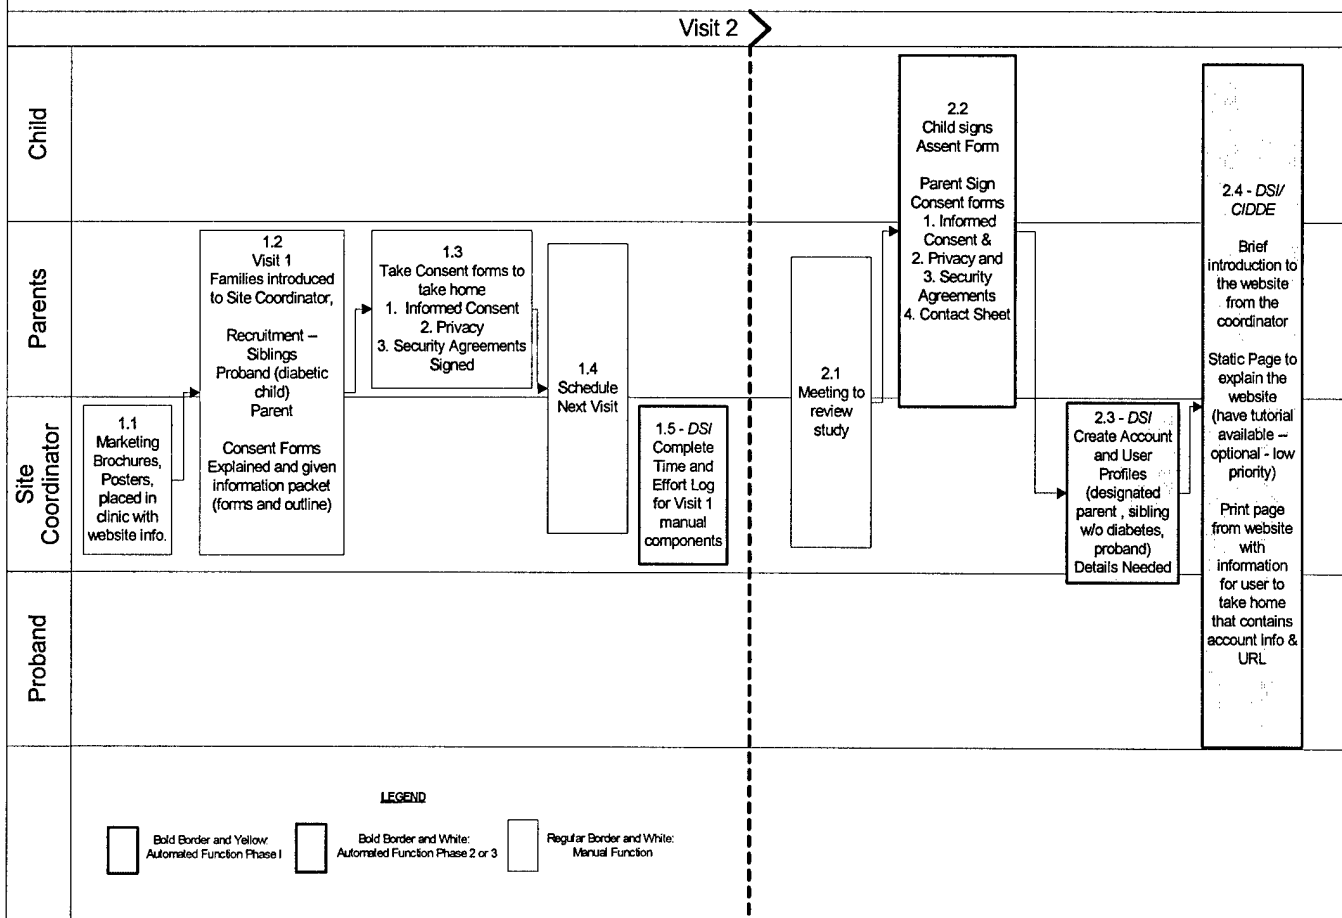 Visit 2
Child
Parents
Site
Coordinator
Proband
1.1
Marketing
Brochures,
Posters,
placed in
clinic with
website info.
1.2
Visit 1
Families introduced
to Site Coordinator,
Recruitment –
Siblings
Proband (diabetic
child)
Parent
Consent Forms
Explained and given
information packet
(forms and outline)
1.3
Take Consent forms to
take home
1. Informed Consent
2. Privacy
3. Security Agreements
Signed
1.4
Schedule
Next Visit
1.5 - DSI
Complete
Time and
Effort Log
for Visit 1
manual
components
2.1
Meeting to
review
study
2.2
Child signs
Assent Form
Parent Sign
Consent forms
1. Informed
Consent &
2. Privacy and
3. Security
Agreements
4. Contact Sheet
2.3 - DSI
Create Account
and User
Profiles
(designated
parent , sibling
w/o diabetes,
proband)
Details Needed
2.4 - DSI/
CIDDE
Brief
introduction to
the website
from the
coordinator
Static Page to
explain the
website
(have tutorial
available –
optional - low
priority)
Print page
from website
with
information
for user to
take home
that contains
account info &
URL
LEGEND
Bold Border and Yellow:
Automated Function Phase I
Bold Border and White:
Automated Function Phase 2 or 3
Regular Border and White:
Manual Function